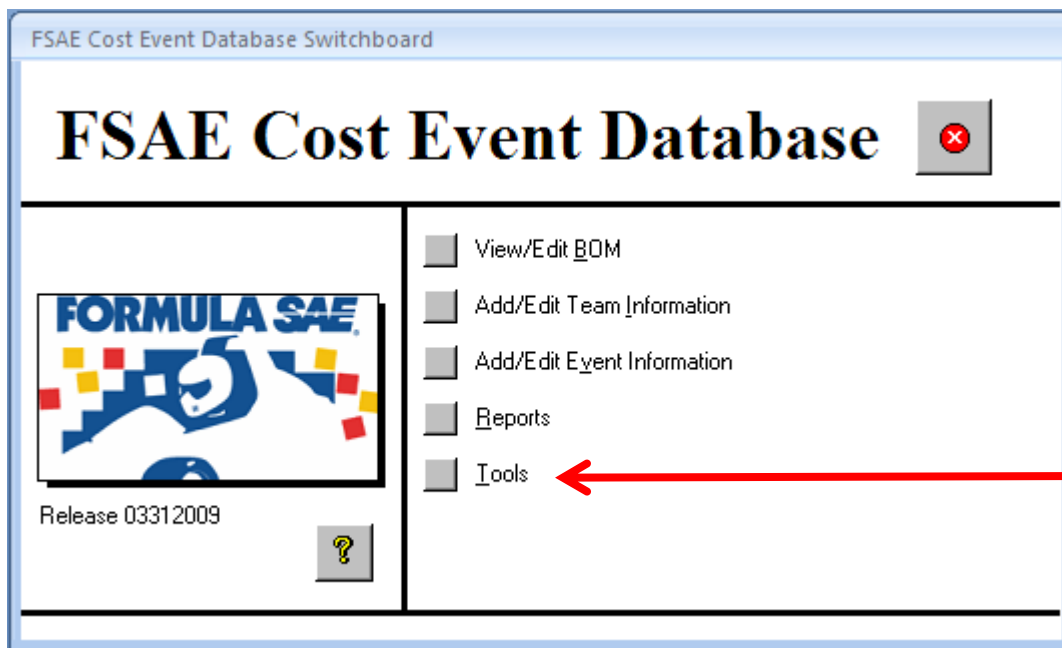 FSAE Cost Event Database Switchboard
FSAE Cost Event Database
View/Edit BOM
Add/Edit Team Information
Add/Edit Event Information
Reports
Tools
FORMULA SAE
Release 03312009
?